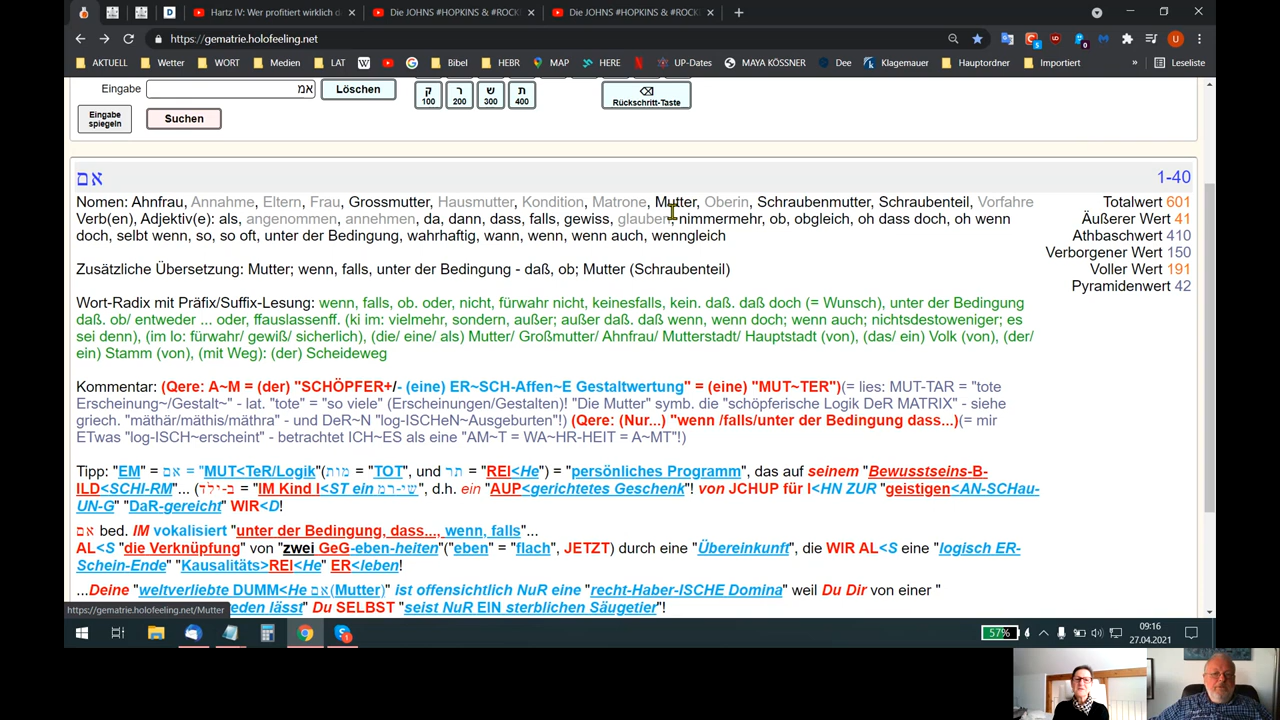 Hartz IV: Wer profitiert wirklich d
Die JOHNS #HOPKINS & #ROCK
Die JOHNS #HOPKINS & #ROCK
https://gematrie.holofeeling.net
AKTUELL Wetter WORT Medien LAT Bibel HEBR MAP HERE UP-Dates MAYA KÖSSNER Dee Klagemauer Hauptordner Importiert » Leseliste
Eingabe אמ Löschen ק 100 ר 200 ש 300 ת 400 Rückschritt-Taste
Eingabe spiegeln Suchen
אם 1-40
Nomen: Ahnfrau, Annahme, Eltern, Frau, Grossmutter, Hausmutter, Kondition, Matrone, Mutter, Oberin, Schraubenmutter, Schraubenteil, Vorfahre
Totalwert 601
Verb(en), Adjektiv(e): als, angenommen, annehmen, da, dann, dass, falls, gewiss, glauben, nimmermehr, ob, obgleich, oh dass doch, oh wenn
Äußerer Wert 41
doch, selbt wenn, so, so oft, unter der Bedingung, wahrhaftig, wann, wenn, wenn auch, wenngleich
Athbaschwert 410
Verborgener Wert 150
Zusätzliche Übersetzung: Mutter; wenn, falls, unter der Bedingung - daß, ob; Mutter (Schraubenteil)
Voller Wert 191
Pyramidenwert 42
Wort-Radix mit Präfix/Suffix-Lesung: wenn, falls, ob. oder, nicht, fürwahr nicht, keinesfalls, kein. daß. daß doch (= Wunsch), unter der Bedingung
daß. ob/ entweder ... oder, ffauslassenff. (ki im: vielmehr, sondern, außer; außer daß. daß wenn, wenn doch; wenn auch; nichtsdestoweniger; es
sei denn), (im lo: fürwahr/ gewiß/ sicherlich), (die/ eine/ als) Mutter/ Großmutter/ Ahnfrau/ Mutterstadt/ Hauptstadt (von), (das/ ein) Volk (von), (der/
ein) Stamm (von), (mit Weg): (der) Scheideweg
Kommentar: (Qere: A~M = (der) "SCHÖPFER+/- (eine) ER~SCH-Affen~E Gestaltwertung" = (eine) "MUT~TER")(= lies: MUT-TAR = "tote
Erscheinung~/Gestalt~" - lat. "tote" = "so viele" (Erscheinungen/Gestalten)! "Die Mutter" symb. die "schöpferische Logik DeR MATRIX" - siehe
griech. "mäthär/mäthis/mäthra" - und DeR~N "log-ISCHeN~Ausgeburten"!) (Qere: (Nur...) "wenn /falls/unter der Bedingung dass...)(= mir
ETwas "log-ISCH~erscheint" - betrachtet ICH~ES als eine "AM~T = WA~HR-HEIT = A~MT"!)
Tipp: "EM" = אם = "MUT<TeR/Logik"(מות = "TOT", und תר = "REI<He") = "persönliches Programm", das auf seinem "Bewusstseins-B-
ILD<SCHI-RM"... (ב-ילד = "IM Kind I<ST ein שי-רמ", d.h. ein "AUP<gerichtetes Geschenk"! von JCHUP für I<HN ZUR "geistigen<AN-SCHau-
UN-G" "DaR-gereicht" WIR<D!
אם bed. IM vokalisiert "unter der Bedingung, dass..., wenn, falls"...
AL<S "die Verknüpfung" von "zwei GeG-eben-heiten"("eben" = "flach, JETZT) durch eine "Übereinkunft", die WIR AL<S eine "logisch ER-
Schein-Ende" "Kausalitäts>REI<He" ER<leben!
...Deine "weltverliebte DUMM<He אם(Mutter)" ist offensichtlich NuR eine "recht-Haber-ISCHE Domina" weil Du Dir von einer "
https://gematrie.holofeeling.net/Mutter eden lässt" Du SELBST "seist NuR EIN sterblichen Säugetier"!
57% 09:16
27.04.2021